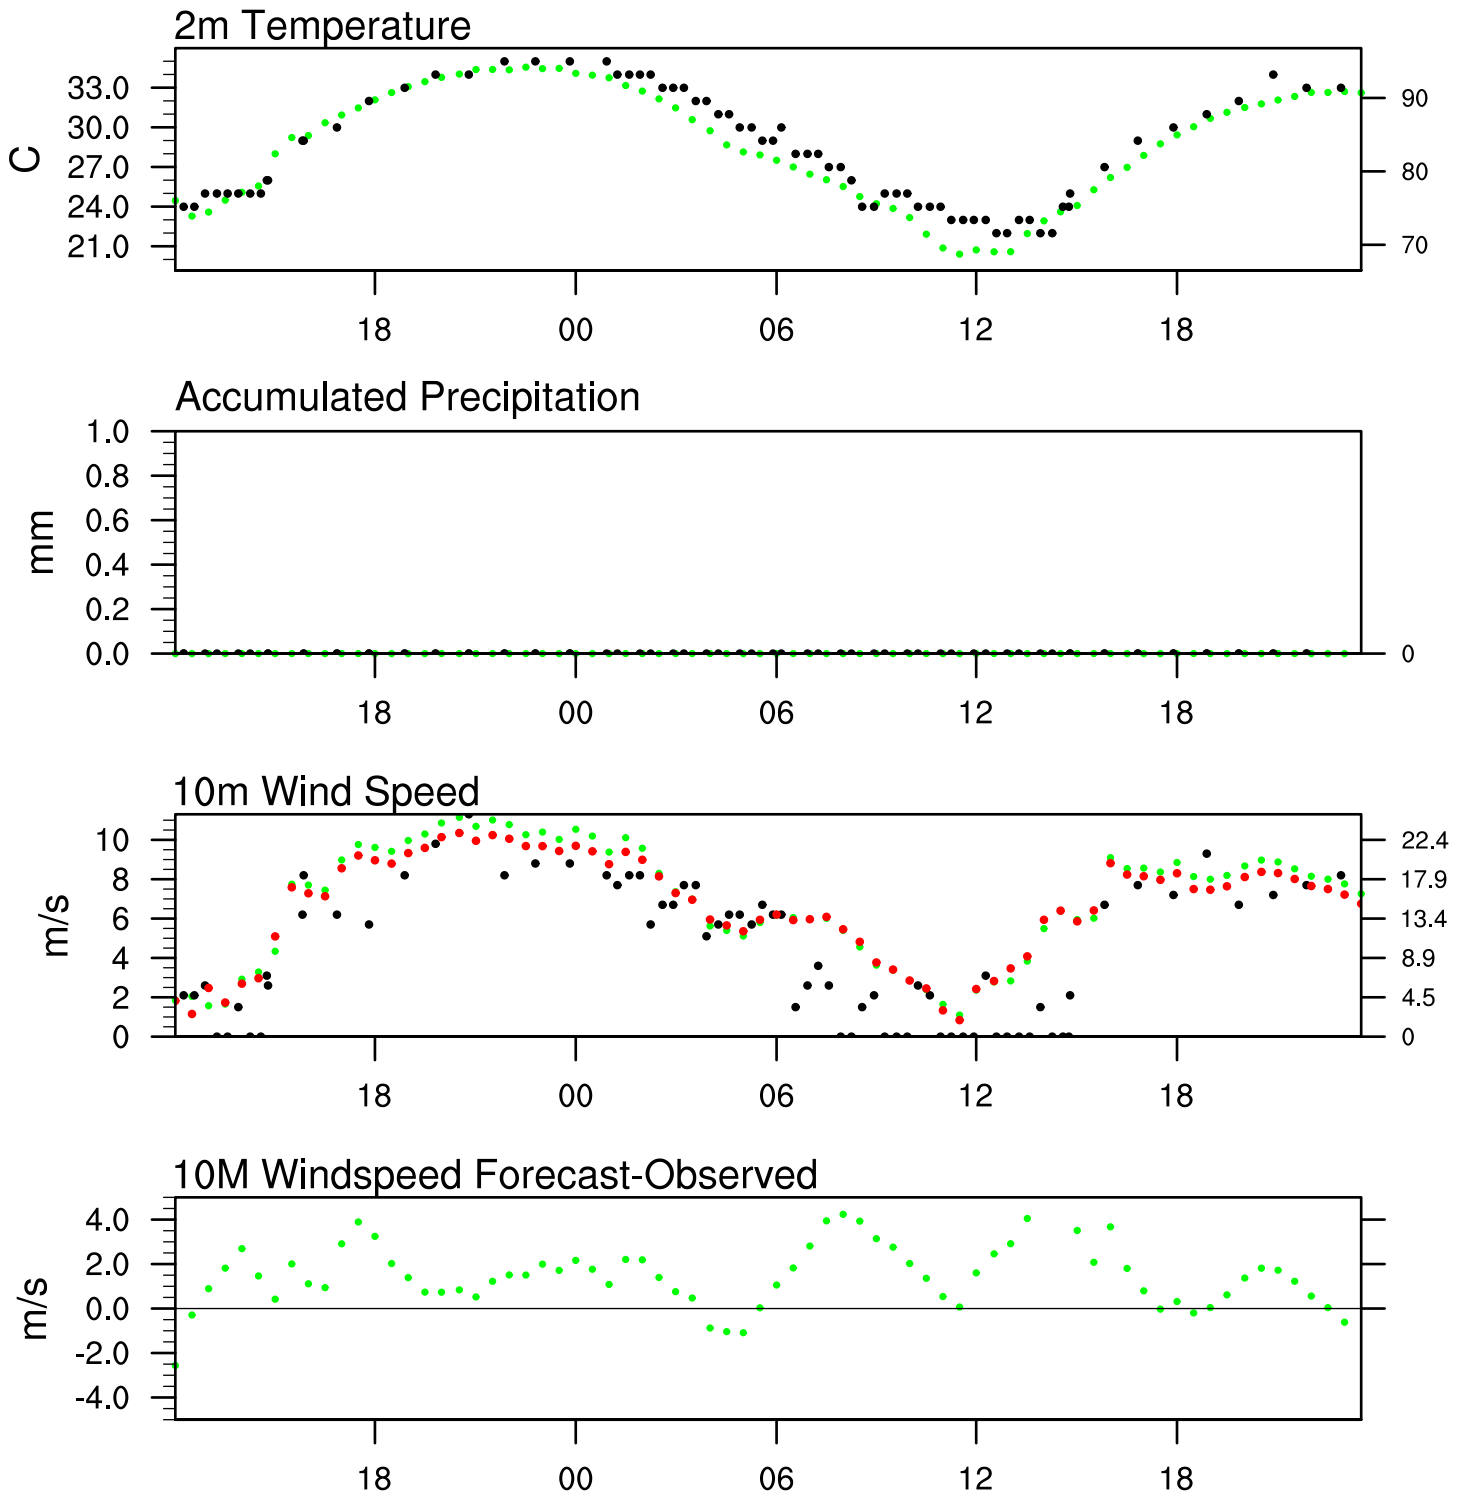 2m Temperature
33.0
30.0
27.0
24.0
21.0
C
90
80
70
18 00 06 12 18
Accumulated Precipitation
1.0
0.8
0.6
0.4
0.2
0.0
mm
0
18 00 06 12 18
10m Wind Speed
10
8
6
4
2
0
m/s
22.4
17.9
13.4
8.9
4.5
0
18 00 06 12 18
10M Windspeed Forecast-Observed
4.0
2.0
0.0
-2.0
-4.0
m/s
18 00 06 12 18